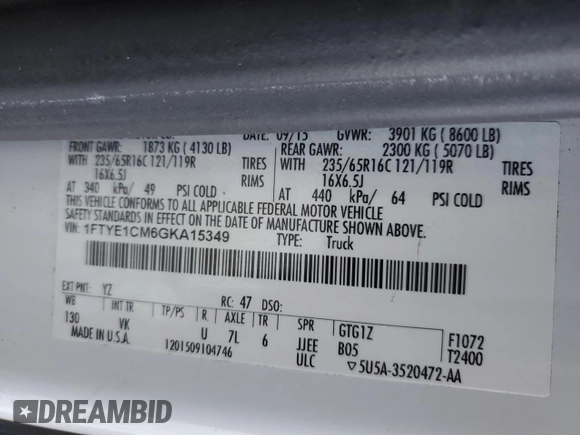 DATE: 09/15 GVWR: 3901 KG ( 8600 LB)
FRONT GAWR: 1873 KG ( 4130 LB) REAR GAWR: 2300 KG ( 5070 LB)
WITH 235/65R16C 121/119R TIRES WITH 235/65R16C 121/119R TIRES
16X6.5J RIMS 16X6.5J RIMS
AT 340 kPa/ 49 PSI COLD AT 440 kPa/ 64 PSI COLD
THIS VEHICLE CONFORMS TO ALL APPLICABLE FEDERAL MOTOR VEHICLE
SAFETY STANDARDS IN EFFECT ON THE DATE OF MANUFACTURE SHOWN ABOVE.
VIN: 1FTYE1CM6GKA15349 TYPE: Truck
EXT PNT: YZ RC: 47 DSO:
WB INT TR TP/PS R AXLE TR SPR GTG1Z F1072
130 VK U 7L 6 JJEE B05 T2400
MADE IN U.S.A. 1201509104746 ULC ▽5U5A-3520472-AA
DREAMBID